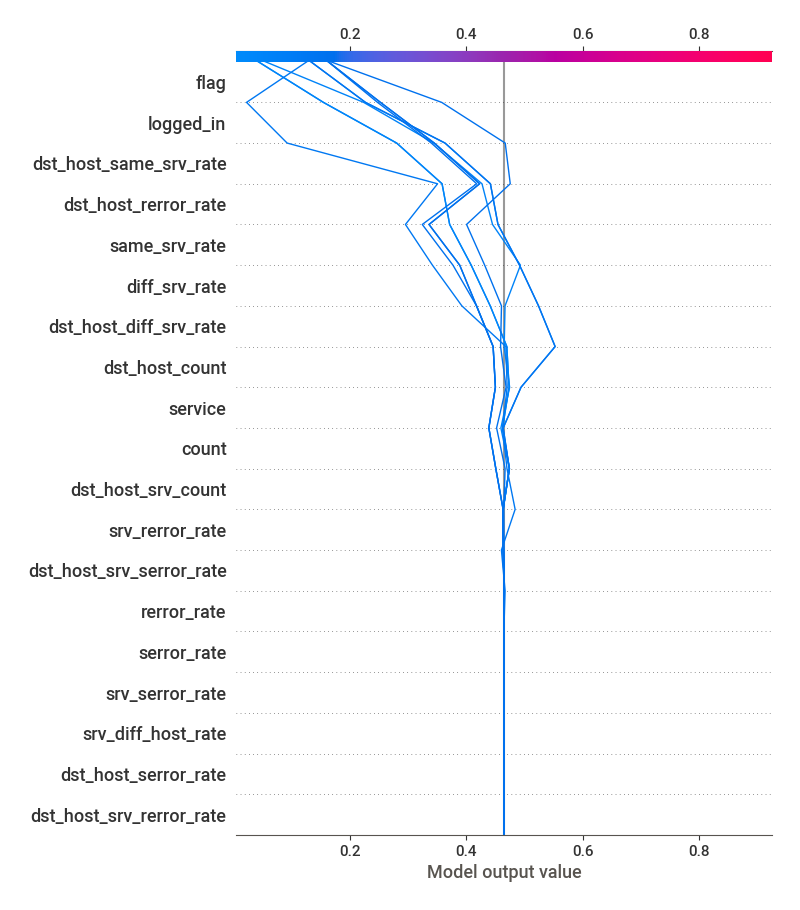 0.2 0.4 0.6 0.8
flag
logged_in
dst_host_same_srv_rate
dst_host_rerror_rate
same_srv_rate
diff_srv_rate
dst_host_diff_srv_rate
dst_host_count
service
count
dst_host_srv_count
srv_rerror_rate
dst_host_srv_serror_rate
rerror_rate
serror_rate
srv_serror_rate
srv_diff_host_rate
dst_host_serror_rate
dst_host_srv_rerror_rate
0.2 0.4 0.6 0.8
Model output value